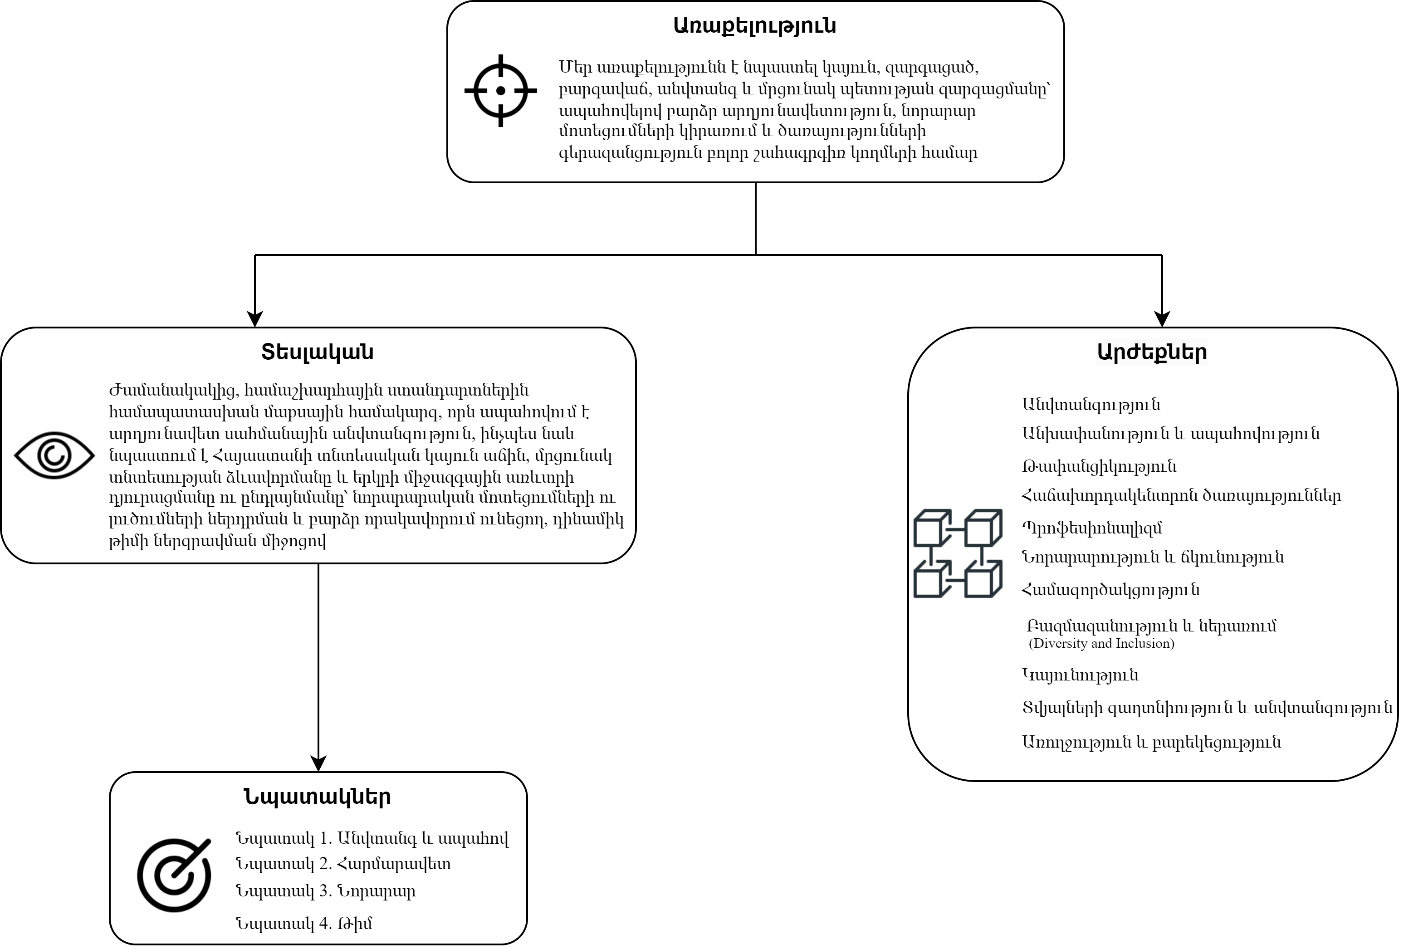 Առաքելություն
Մեր առաքելությունն է նպաստել կայուն, զարգացած,
բարգավաճ, անվտանգ և մրցունակ պետության զարգացմանը՝
ապահովելով բարձր արդյունավետություն, նորարար
մոտեցումների կիրառում և ծառայությունների
գերազանցություն բոլոր շահագրգիռ կողմերի համար
Տեսլական
Ժամանակակից, համաշխարհային ստանդարտներին
համապատասխան մաքսային համակարգ, որն ապահովում է
արդյունավետ սահմանային անվտանգություն, ինչպես նաև
նպաստում է Հայաստանի տնտեսական կայուն աճին, մրցունակ
տնտեսության ձևավորմանը և երկրի միջազգային առևտրի
դյուրացմանը ու ընդլայնմանը՝ նորարարական մոտեցումների ու
լուծումների ներդրման և բարձր որակավորում ունեցող, դինամիկ
թիմի ներգրավման միջոցով
Արժեքներ
Անվտանգություն
Անխափանություն և ապահովություն
Թափանցիկություն
Հաճախորդակենտրոն ծառայություններ
Պրոֆեսիոնալիզմ
Նորարարություն և ճկունություն
Համագործակցություն
Բազմազանություն և ներառում
(Diversity and Inclusion)
Կայունություն
Տվյալների գաղտնիություն և անվտանգություն
Առողջություն և բարեկեցություն
Նպատակներ
Նպատակ 1. Անվտանգ և ապահով
Նպատակ 2. Հարմարավետ
Նպատակ 3. Նորարար
Նպատակ 4. Թիմ